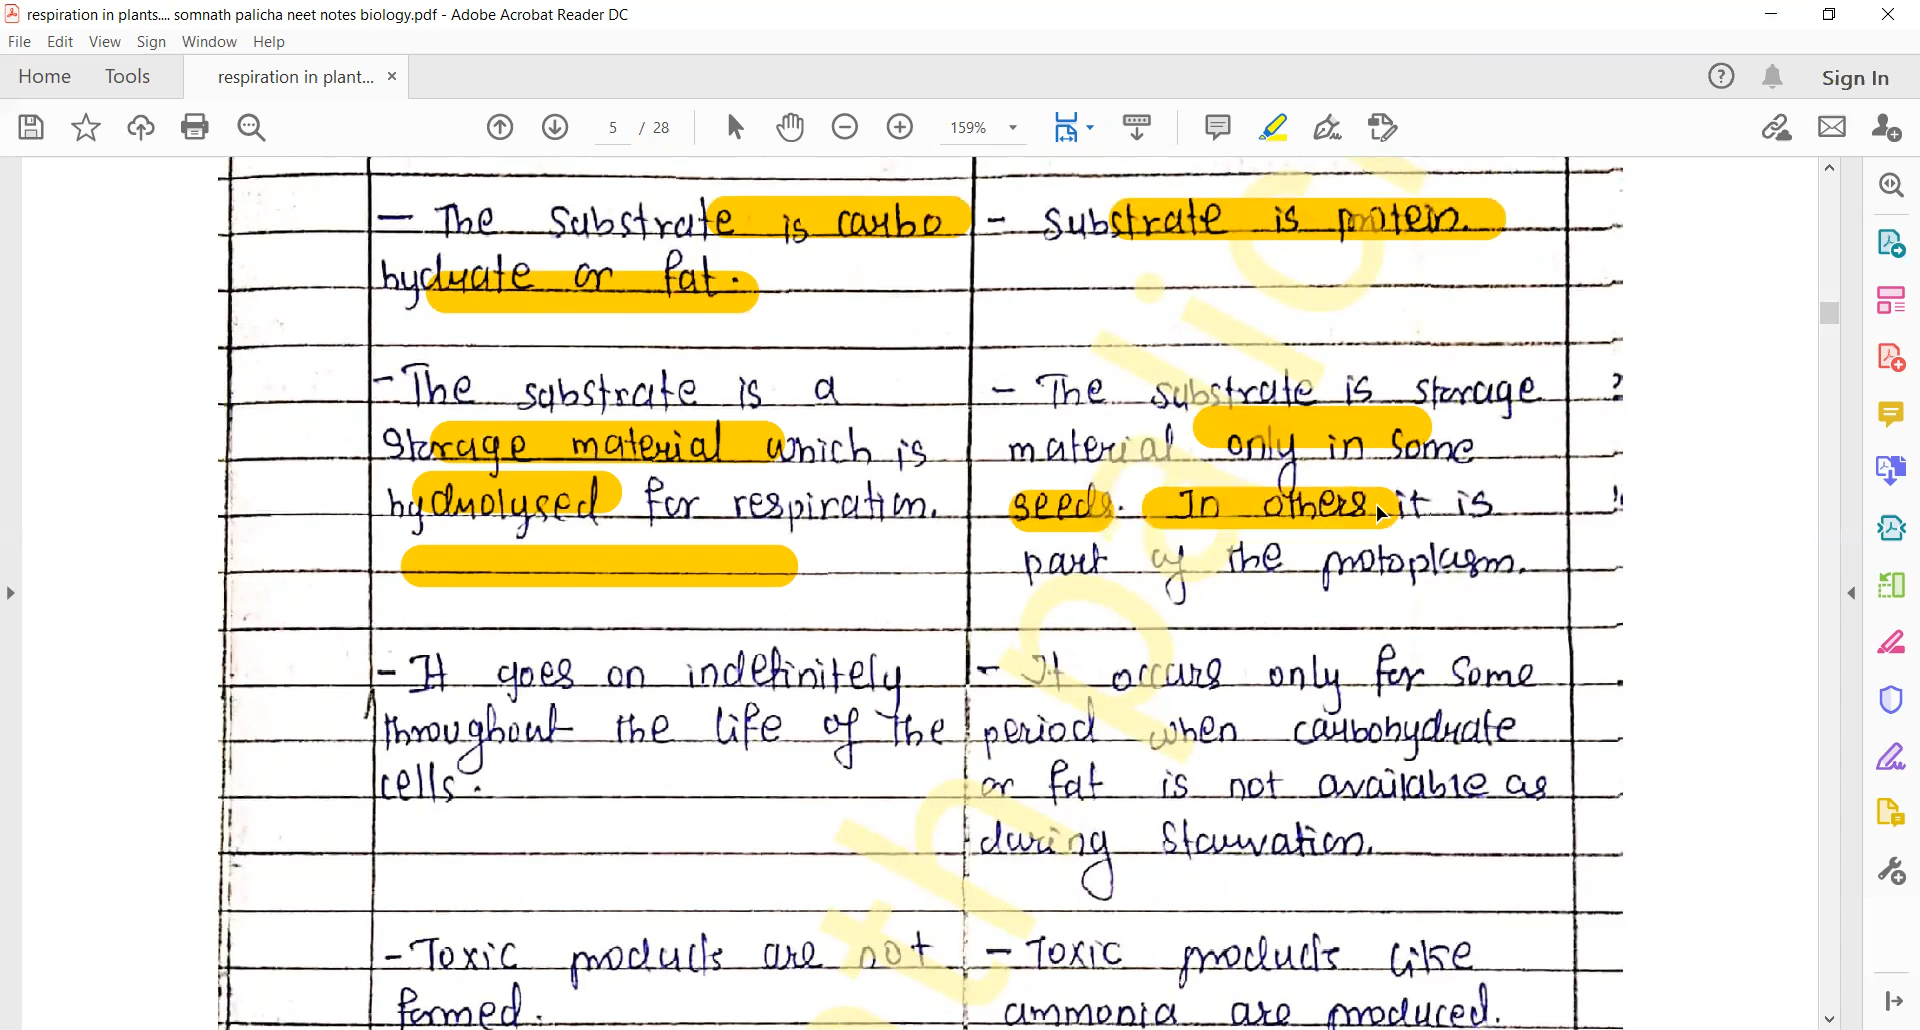 respiration in plants.... somnath palicha neet notes biology.pdf - Adobe Acrobat Reader DC
File Edit View Sign Window Help
Home Tools respiration in plant... × Sign In
5 / 28 159%
- The substrate is carbo
hydrate or fat.
- The substrate is a
storage material which is
hydrolysed for respiration.
- It goes on indefinitely
throughout the life of the
cells.
- Toxic products are not
formed.
- substrate is protein.
- The substrate is storage
material only in some
seeds. In others it is
part of the protoplasm.
- It occurs only for some
period when carbohydrate
or fat is not available as
during starvation.
- Toxic products like
ammonia are produced.
th palic